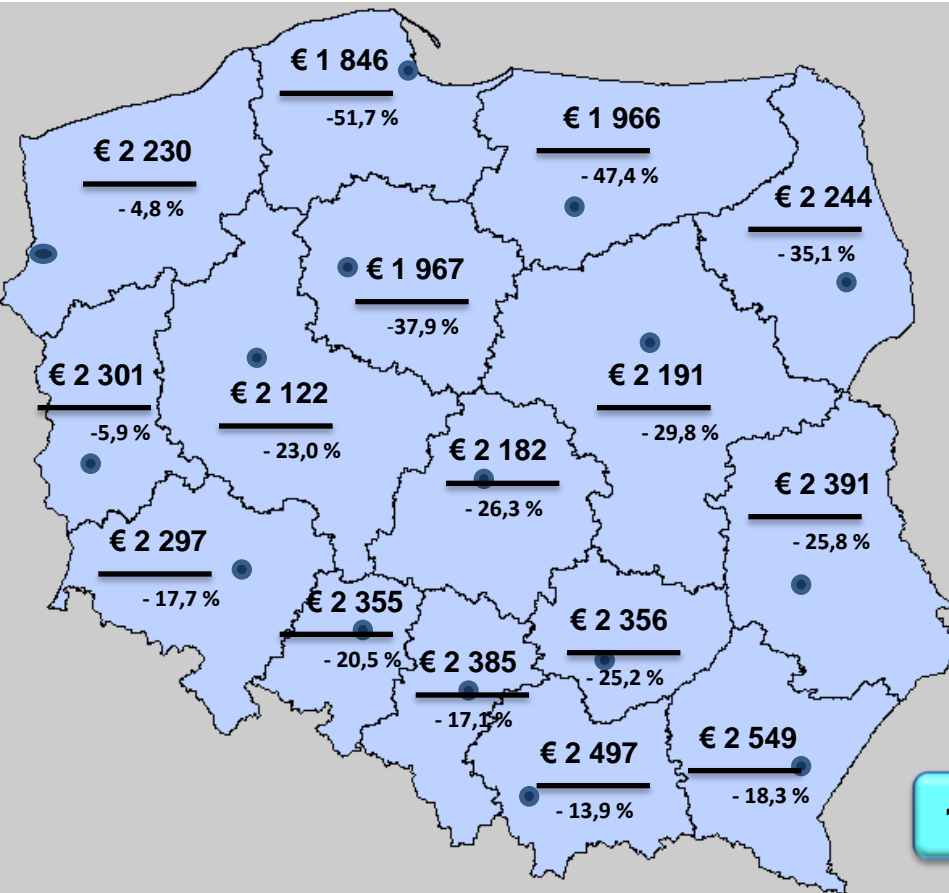 € 1 846
-51,7 %
€ 1 966
- 47,4 %
€ 2 230
- 4,8 %
€ 2 244
- 35,1 %
€ 1 967
-37,9 %
€ 2 301
-5,9 %
€ 2 122
- 23,0 %
€ 2 191
- 29,8 %
€ 2 182
- 26,3 %
€ 2 391
- 25,8 %
€ 2 297
- 17,7 %
€ 2 355
- 20,5 %
€ 2 385
- 17,1 %
€ 2 356
- 25,2 %
€ 2 497
- 13,9 %
€ 2 549
- 18,3 %